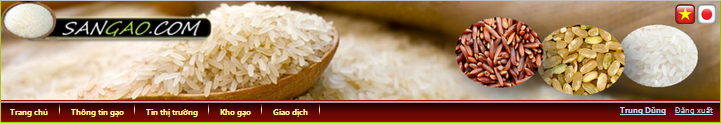 SANGAO.COM
Trang chủ Thông tin gạo Tin thị trường Kho gạo Giao dịch Trung Dũng Đăng xuất